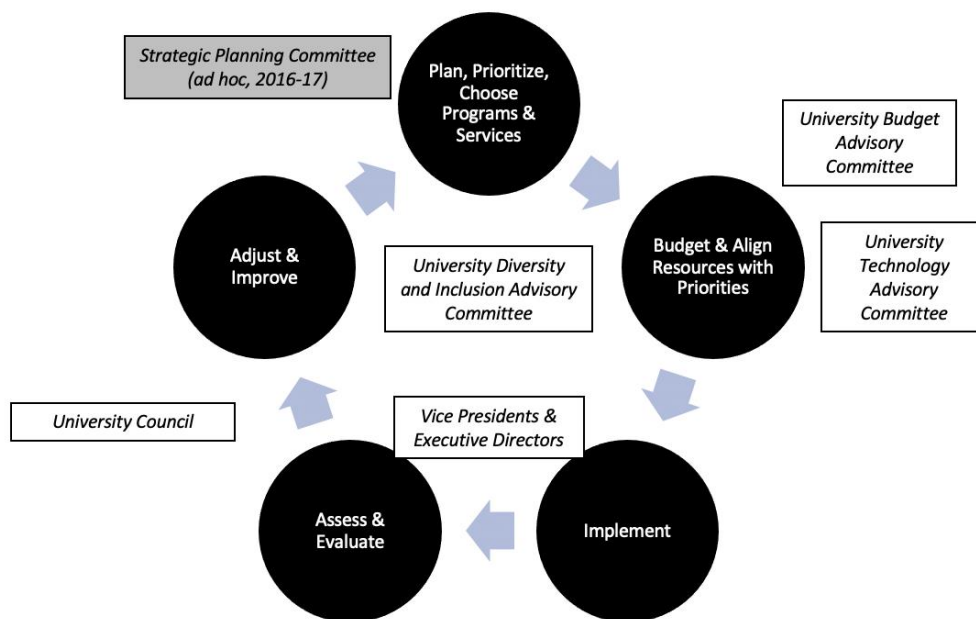 Strategic Planning Committee
(ad hoc, 2016-17)
Plan, Prioritize,
Choose
Programs &
Services
University Budget
Advisory
Committee
Adjust &
Improve
University Diversity
and Inclusion Advisory
Committee
Budget & Align
Resources with
Priorities
University
Technology
Advisory
Committee
University Council
Vice Presidents &
Executive Directors
Assess &
Evaluate
Implement